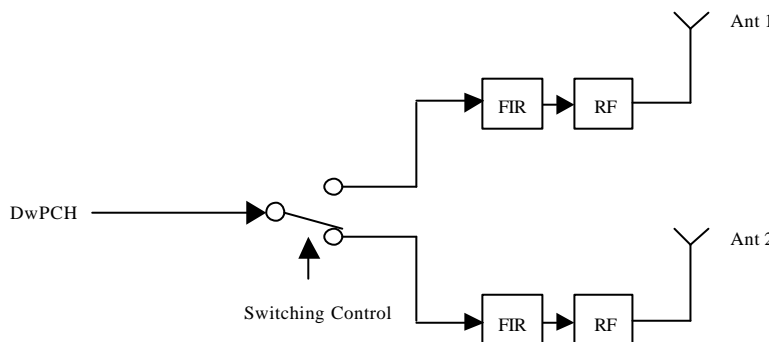 Ant 1
FIR
RF
DwPCH
Ant 2
Switching Control
FIR
RF